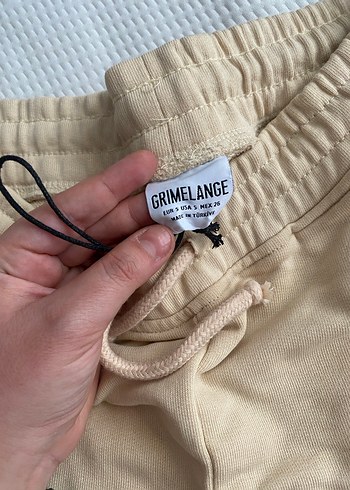 GRIMELANGE
EUR S USA S MEX 26
MADE IN TÜRKİYE